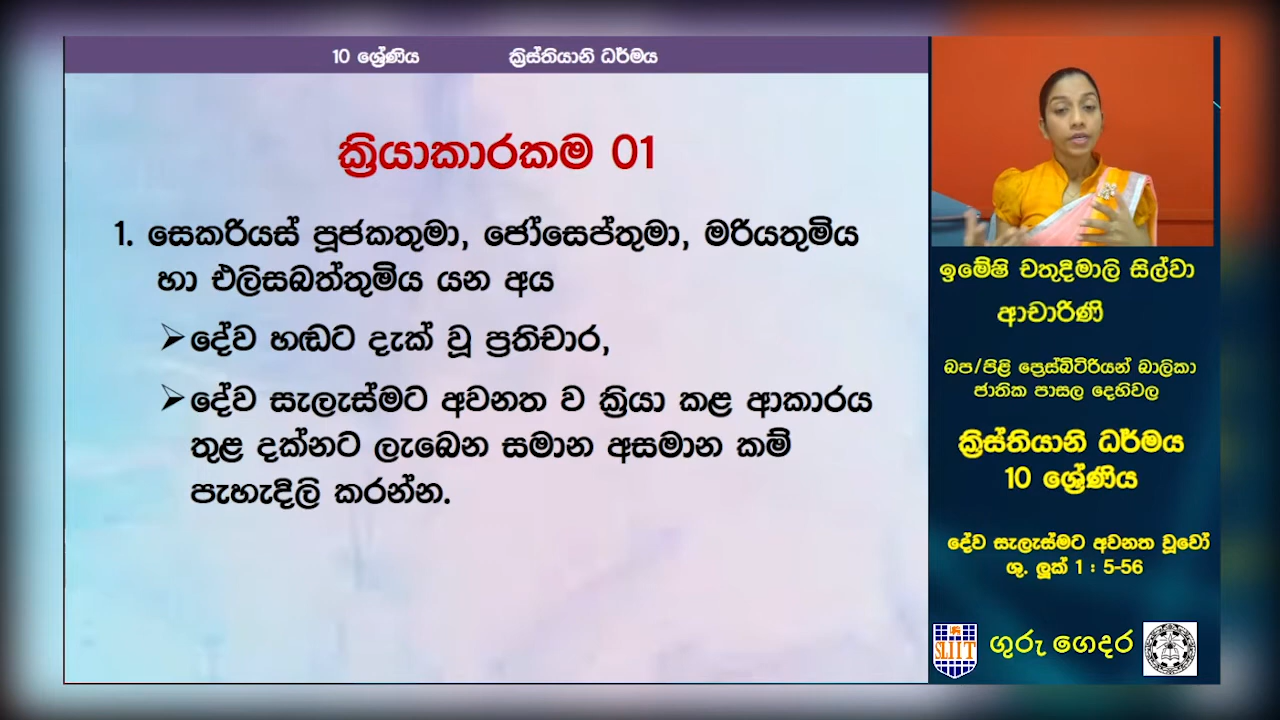 10 ශ්‍රේණිය ක්‍රිස්තියානි ධර්මය
ක්‍රියාකාරකම 01
1. සෙකරියස් පූජකතුමා, ජෝසෙප්තුමා, මරියතුමිය
හා එලිසබත්තුමිය යන අය
➢දේව හඬට දැක් වූ ප්‍රතිචාර,
➢දේව සැලැස්මට අවනත ව ක්‍රියා කළ ආකාරය
තුළ දක්නට ලැබෙන සමාන අසමාන කම්
පැහැදිලි කරන්න.
ඉමේෂි චතුදිමාලි සිල්වා
ආචාරිණි
බප/පිළි ප්‍රෙස්බිටිරියන් බාලිකා
ජාතික පාසල දෙහිවල
ක්‍රිස්තියානි ධර්මය
10 ශ්‍රේණිය
දේව සැලැස්මට අවනත වූවෝ
ශු. ලූක් 1 : 5-56
SLIIT
ගුරු ගෙදර